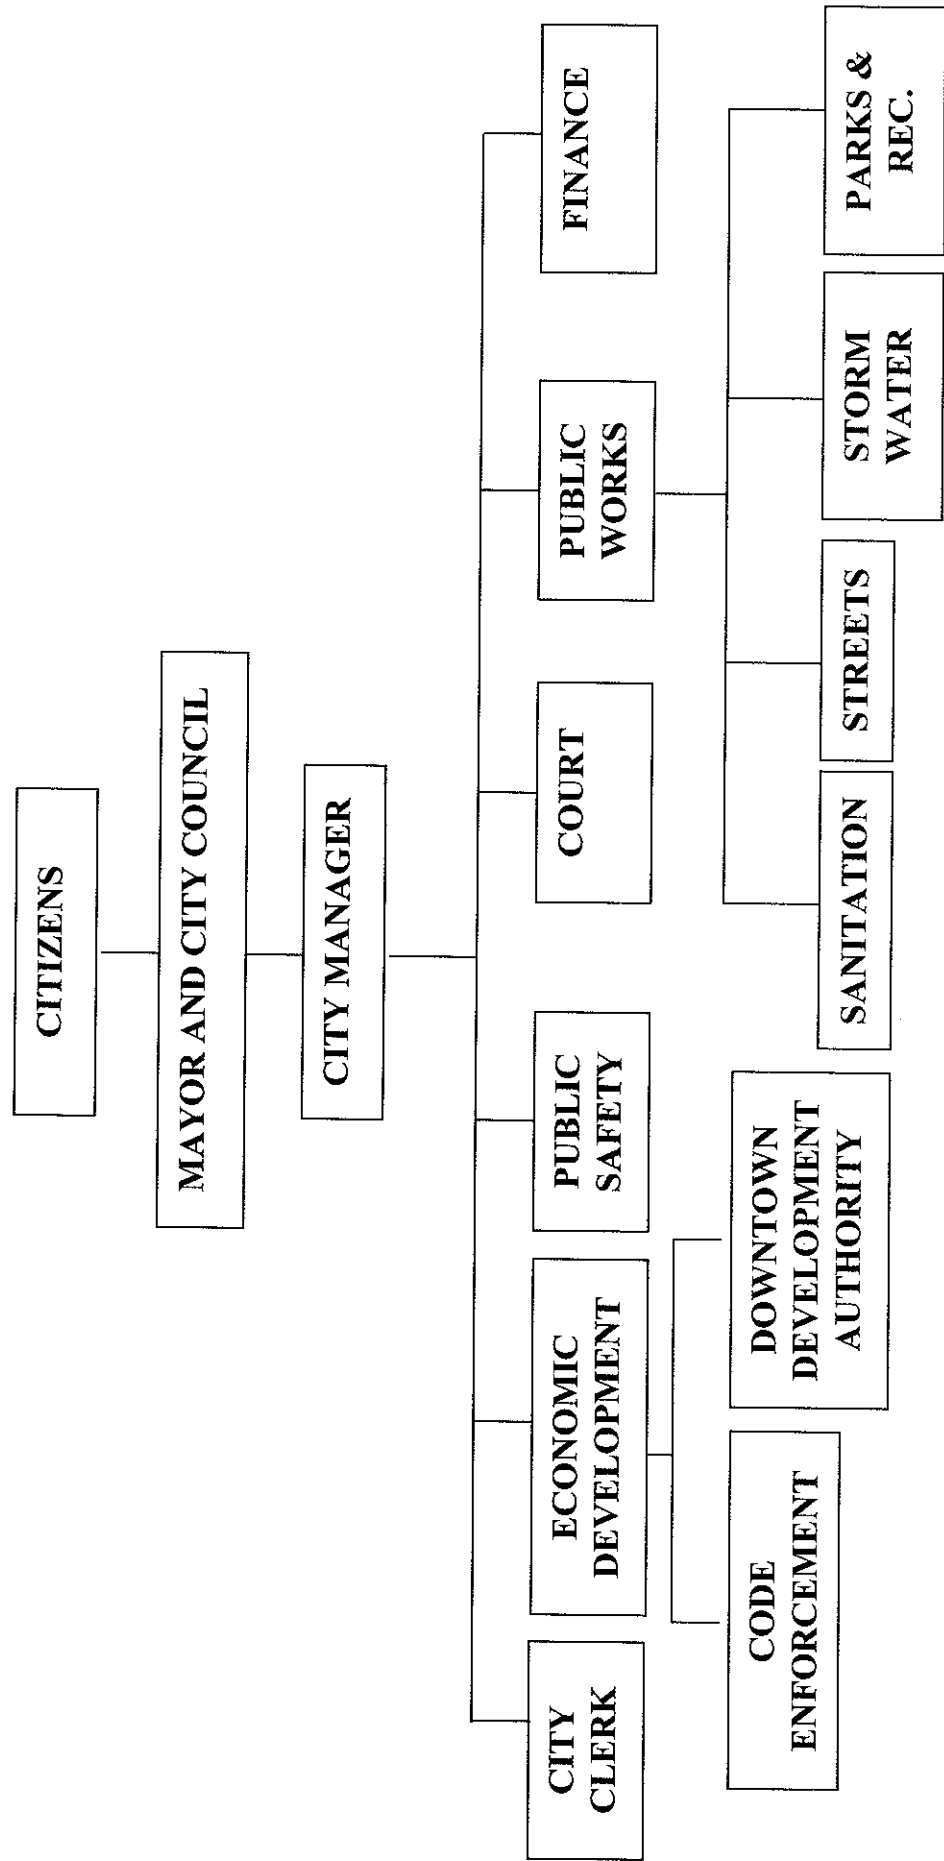 CITIZENS
MAYOR AND CITY COUNCIL
CITY MANAGER
CITY
CLERK
ECONOMIC
DEVELOPMENT
PUBLIC
SAFETY
COURT
PUBLIC
WORKS
FINANCE
CODE
ENFORCEMENT
DOWNTOWN
DEVELOPMENT
AUTHORITY
SANITATION
STREETS
STORM
WATER
PARKS &
REC.